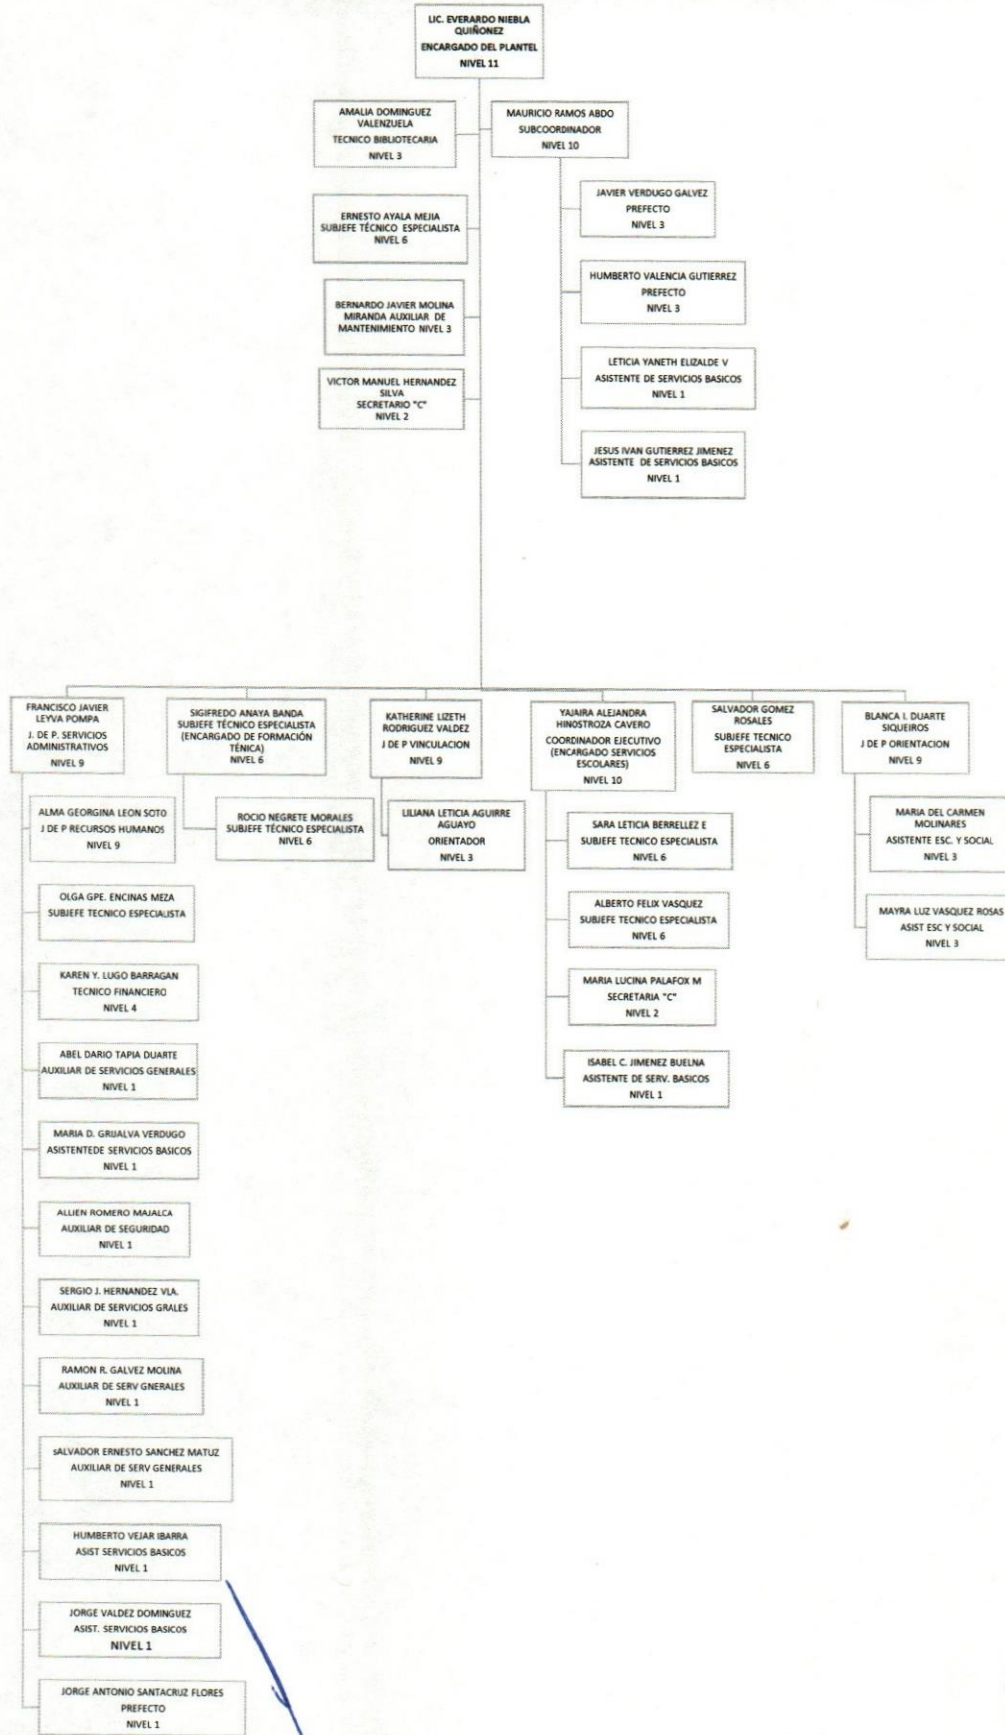 LIC. EVERARDO NIEBLA
QUIÑONEZ
ENCARGADO DEL PLANTEL
NIVEL 11
AMALIA DOMINGUEZ
VALENZUELA
TECNICO BIBLIOTECARIA
NIVEL 3
MAURICIO RAMOS ABDO
SUBCOORDINADOR
NIVEL 10
ERNESTO AYALA MEJIA
SUBJEFE TÉCNICO ESPECIALISTA
NIVEL 6
BERNARDO JAVIER MOLINA
MIRANDA AUXILIAR DE
MANTENIMIENTO NIVEL 3
VICTOR MANUEL HERNANDEZ
SILVA
SECRETARIO "C"
NIVEL 2
JAVIER VERDUGO GALVEZ
PREFECTO
NIVEL 3
HUMBERTO VALENCIA GUTIERREZ
PREFECTO
NIVEL 3
LETICIA YANETH ELIZALDE V
ASISTENTE DE SERVICIOS BASICOS
NIVEL 1
JESUS IVAN GUTIERREZ JIMENEZ
ASISTENTE DE SERVICIOS BASICOS
NIVEL 1
FRANCISCO JAVIER
LEYVA POMPA
J. DE P. SERVICIOS
ADMINISTRATIVOS
NIVEL 9
ALMA GEORGINA LEON SOTO
J DE P RECURSOS HUMANOS
NIVEL 9
OLGA GPE. ENCINAS MEZA
SUBJEFE TECNICO ESPECIALISTA
KAREN Y. LUGO BARRAGAN
TECNICO FINANCIERO
NIVEL 4
ABEL DARIO TAPIA DUARTE
AUXILIAR DE SERVICIOS GENERALES
NIVEL 1
MARIA D. GRIJALVA VERDUGO
ASISTENTEDE SERVICIOS BASICOS
NIVEL 1
ALLIEN ROMERO MAJALCA
AUXILIAR DE SEGURIDAD
NIVEL 1
SERGIO J. HERNANDEZ VLA.
AUXILIAR DE SERVICIOS GRALES
NIVEL 1
RAMON R. GALVEZ MOLINA
AUXILIAR DE SERV GNERALES
NIVEL 1
sALVADOR ERNESTO SANCHEZ MATUZ
AUXILIAR DE SERV GENERALES
NIVEL 1
HUMBERTO VEJAR IBARRA
ASIST SERVICIOS BASICOS
NIVEL 1
JORGE VALDEZ DOMINGUEZ
ASIST. SERVICIOS BASICOS
NIVEL 1
JORGE ANTONIO SANTACRUZ FLORES
PREFECTO
NIVEL 1
SIGIFREDO ANAYA BANDA
SUBJEFE TÉCNICO ESPECIALISTA
(ENCARGADO DE FORMACIÓN
TÉNICA)
NIVEL 6
ROCIO NEGRETE MORALES
SUBJEFE TÉCNICO ESPECIALISTA
NIVEL 6
KATHERINE LIZETH
RODRIGUEZ VALDEZ
J DE P VINCULACION
NIVEL 9
LILIANA LETICIA AGUIRRE
AGUAYO
ORIENTADOR
NIVEL 3
YAJAIRA ALEJANDRA
HINOSTROZA CAVERO
COORDINADOR EJECUTIVO
(ENCARGADO SERVICIOS
ESCOLARES)
NIVEL 10
SARA LETICIA BERRELLEZ E
SUBJEFE TECNICO ESPECIALISTA
NIVEL 6
ALBERTO FELIX VASQUEZ
SUBJEFE TECNICO ESPECIALISTA
NIVEL 6
MARIA LUCINA PALAFOX M
SECRETARIA "C"
NIVEL 2
ISABEL C. JIMENEZ BUELNA
ASISTENTE DE SERV. BASICOS
NIVEL 1
SALVADOR GOMEZ
ROSALES
SUBJEFE TECNICO
ESPECIALISTA
NIVEL 6
BLANCA I. DUARTE
SIQUEIROS
J DE P ORIENTACION
NIVEL 9
MARIA DEL CARMEN
MOLINARES
ASISTENTE ESC. Y SOCIAL
NIVEL 3
MAYRA LUZ VASQUEZ ROSAS
ASIST ESC Y SOCIAL
NIVEL 3